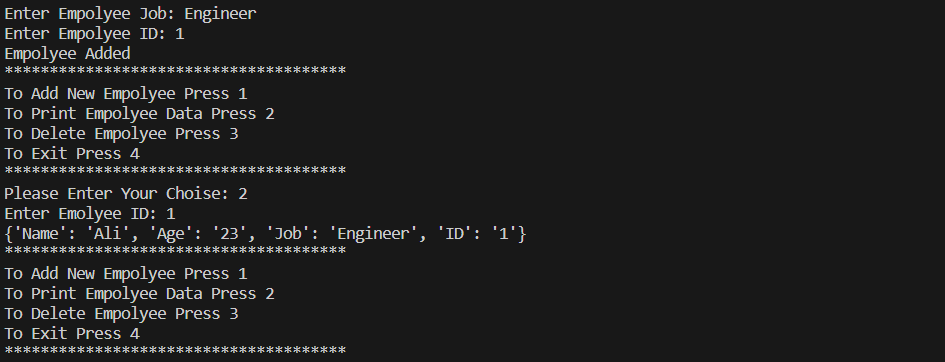 Enter Empolyee Job: Engineer
Enter Empolyee ID: 1
Empolyee Added
**************************************
To Add New Empolyee Press 1
To Print Empolyee Data Press 2
To Delete Empolyee Press 3
To Exit Press 4
**************************************
Please Enter Your Choise: 2
Enter Emolyee ID: 1
{'Name': 'Ali', 'Age': '23', 'Job': 'Engineer', 'ID': '1'}
**************************************
To Add New Empolyee Press 1
To Print Empolyee Data Press 2
To Delete Empolyee Press 3
To Exit Press 4
**************************************